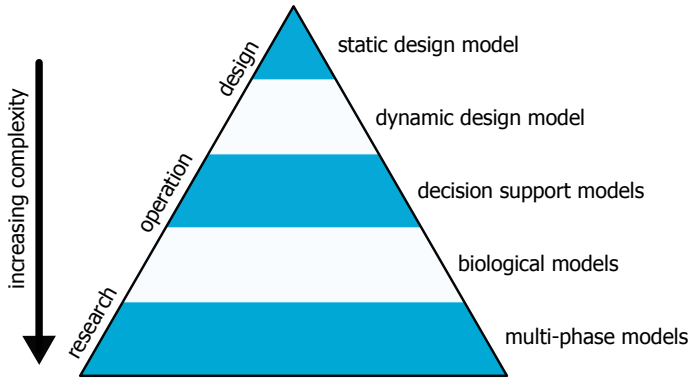 static design model
design
dynamic design model
increasing complexity
operation
decision support models
biological models
research
multi-phase models